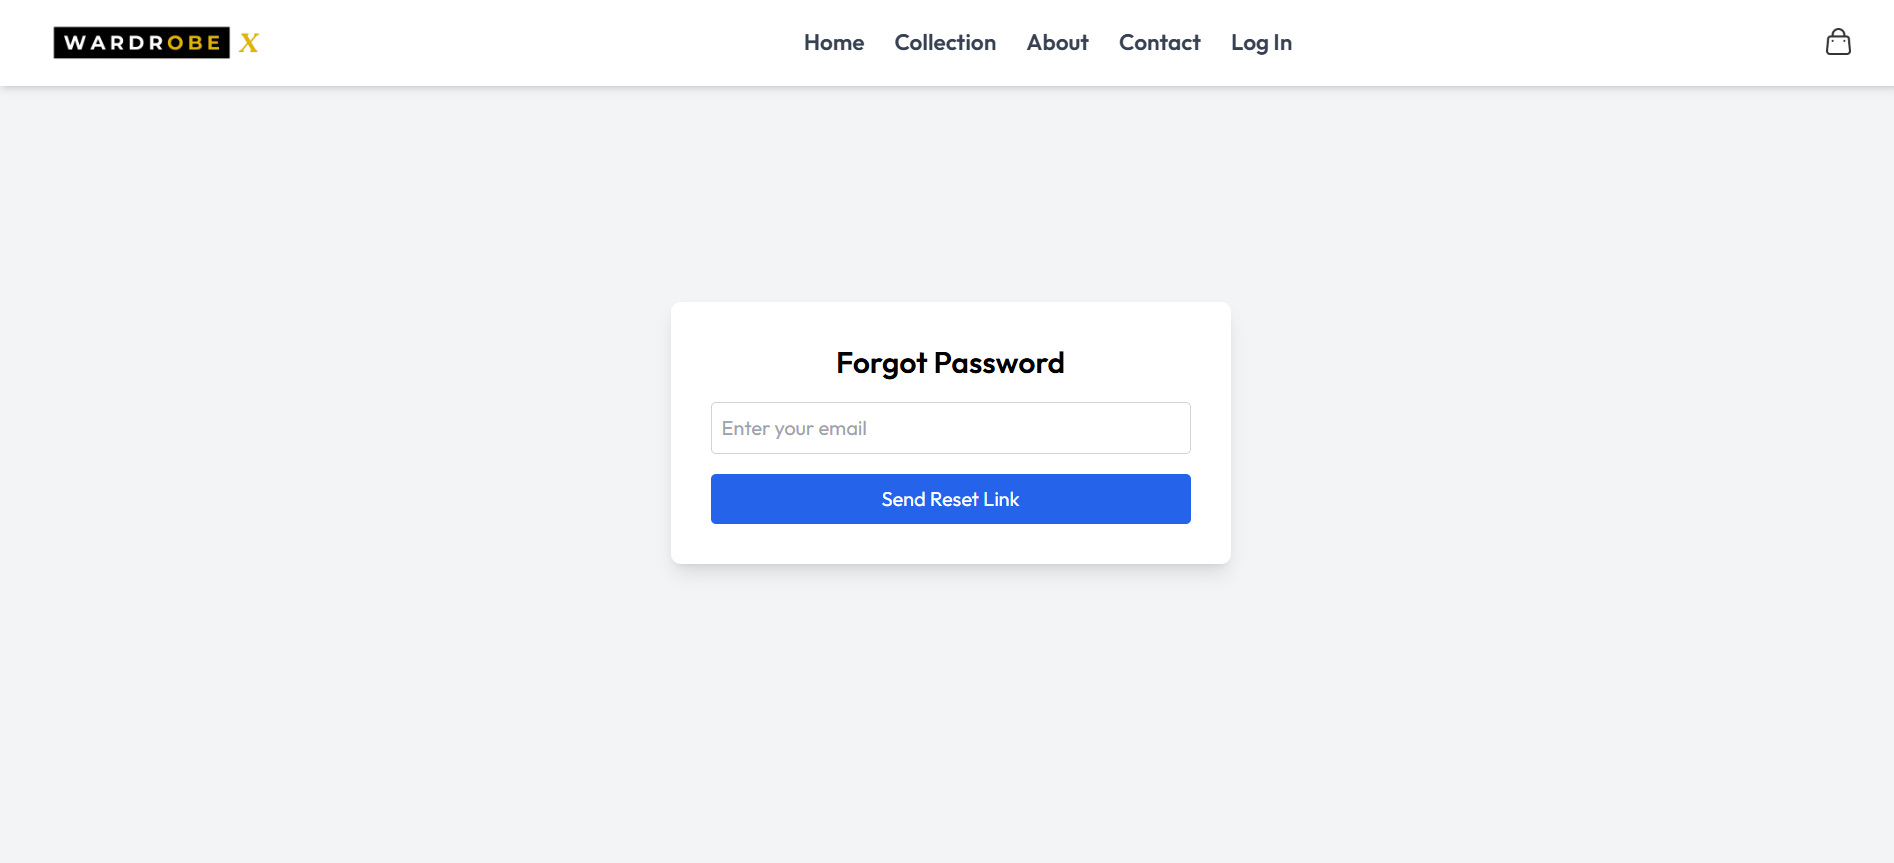 WARDROBE X
Home Collection About Contact Log In
Forgot Password
Enter your email
Send Reset Link